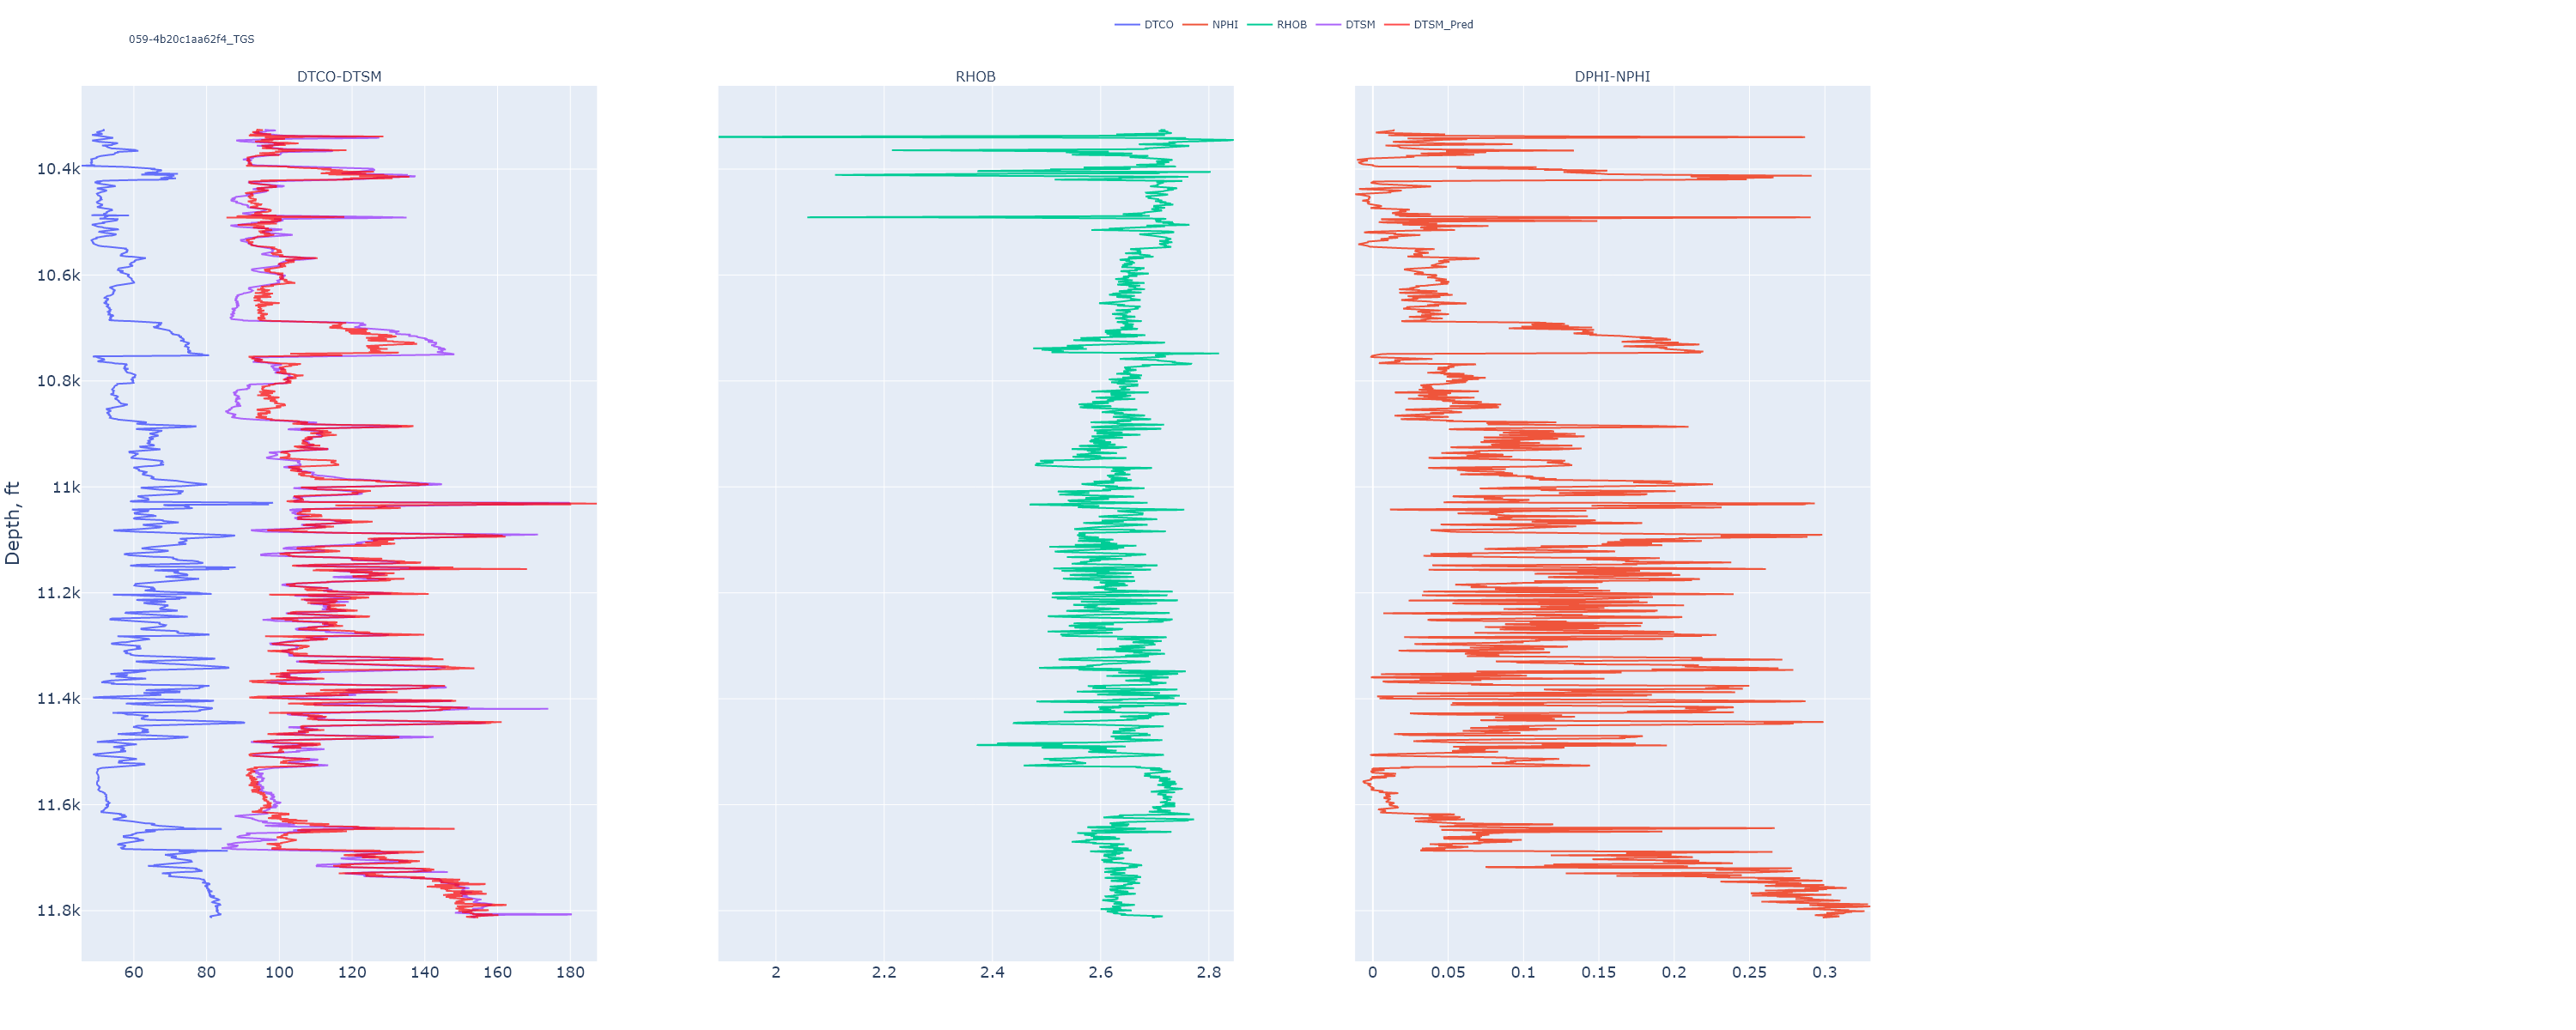 DTCO NPHI RHOB DTSM DTSM_Pred
059-4b20c1aa62f4_TGS
DTCO-DTSM RHOB DPHI-NPHI
Depth, ft
10.4k
10.6k
10.8k
11k
11.2k
11.4k
11.6k
11.8k
60 80 100 120 140 160 180
2 2.2 2.4 2.6 2.8
0 0.05 0.1 0.15 0.2 0.25 0.3